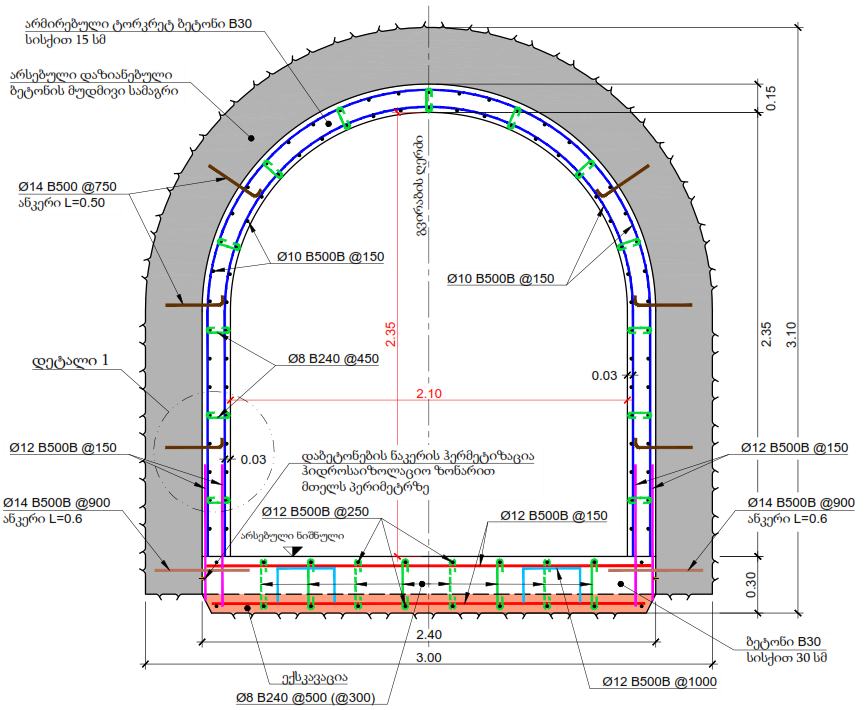 არმირებული ტორკრეტ ბეტონი B30
სისქით 15 სმ
არსებული დაზიანებული
ბეტონის მუდმივი სამაგრი
0.15
Ø14 B500 @750
ანკერი L=0.50
გვირაბის ღერძი
Ø10 B500B @150
Ø10 B500B @150
2.35
2.35
3.10
დეტალი 1
Ø8 B240 @450
0.03
2.10
Ø12 B500B @150
0.03
დაბეტონების ნაკერის ჰერმეტიზაცია
ჰიდროსაიზოლაციო ზონარით
მთელს პერიმეტრზე
Ø12 B500B @150
Ø14 B500B @900
ანკერი L=0.6
Ø12 B500B @250
Ø12 B500B @150
Ø14 B500B @900
ანკერი L=0.6
არსებული ნიშნული
0.30
2.40
3.00
ბეტონი B30
სისქით 30 სმ
ექსკავაცია
Ø8 B240 @500 (@300)
Ø12 B500B @1000